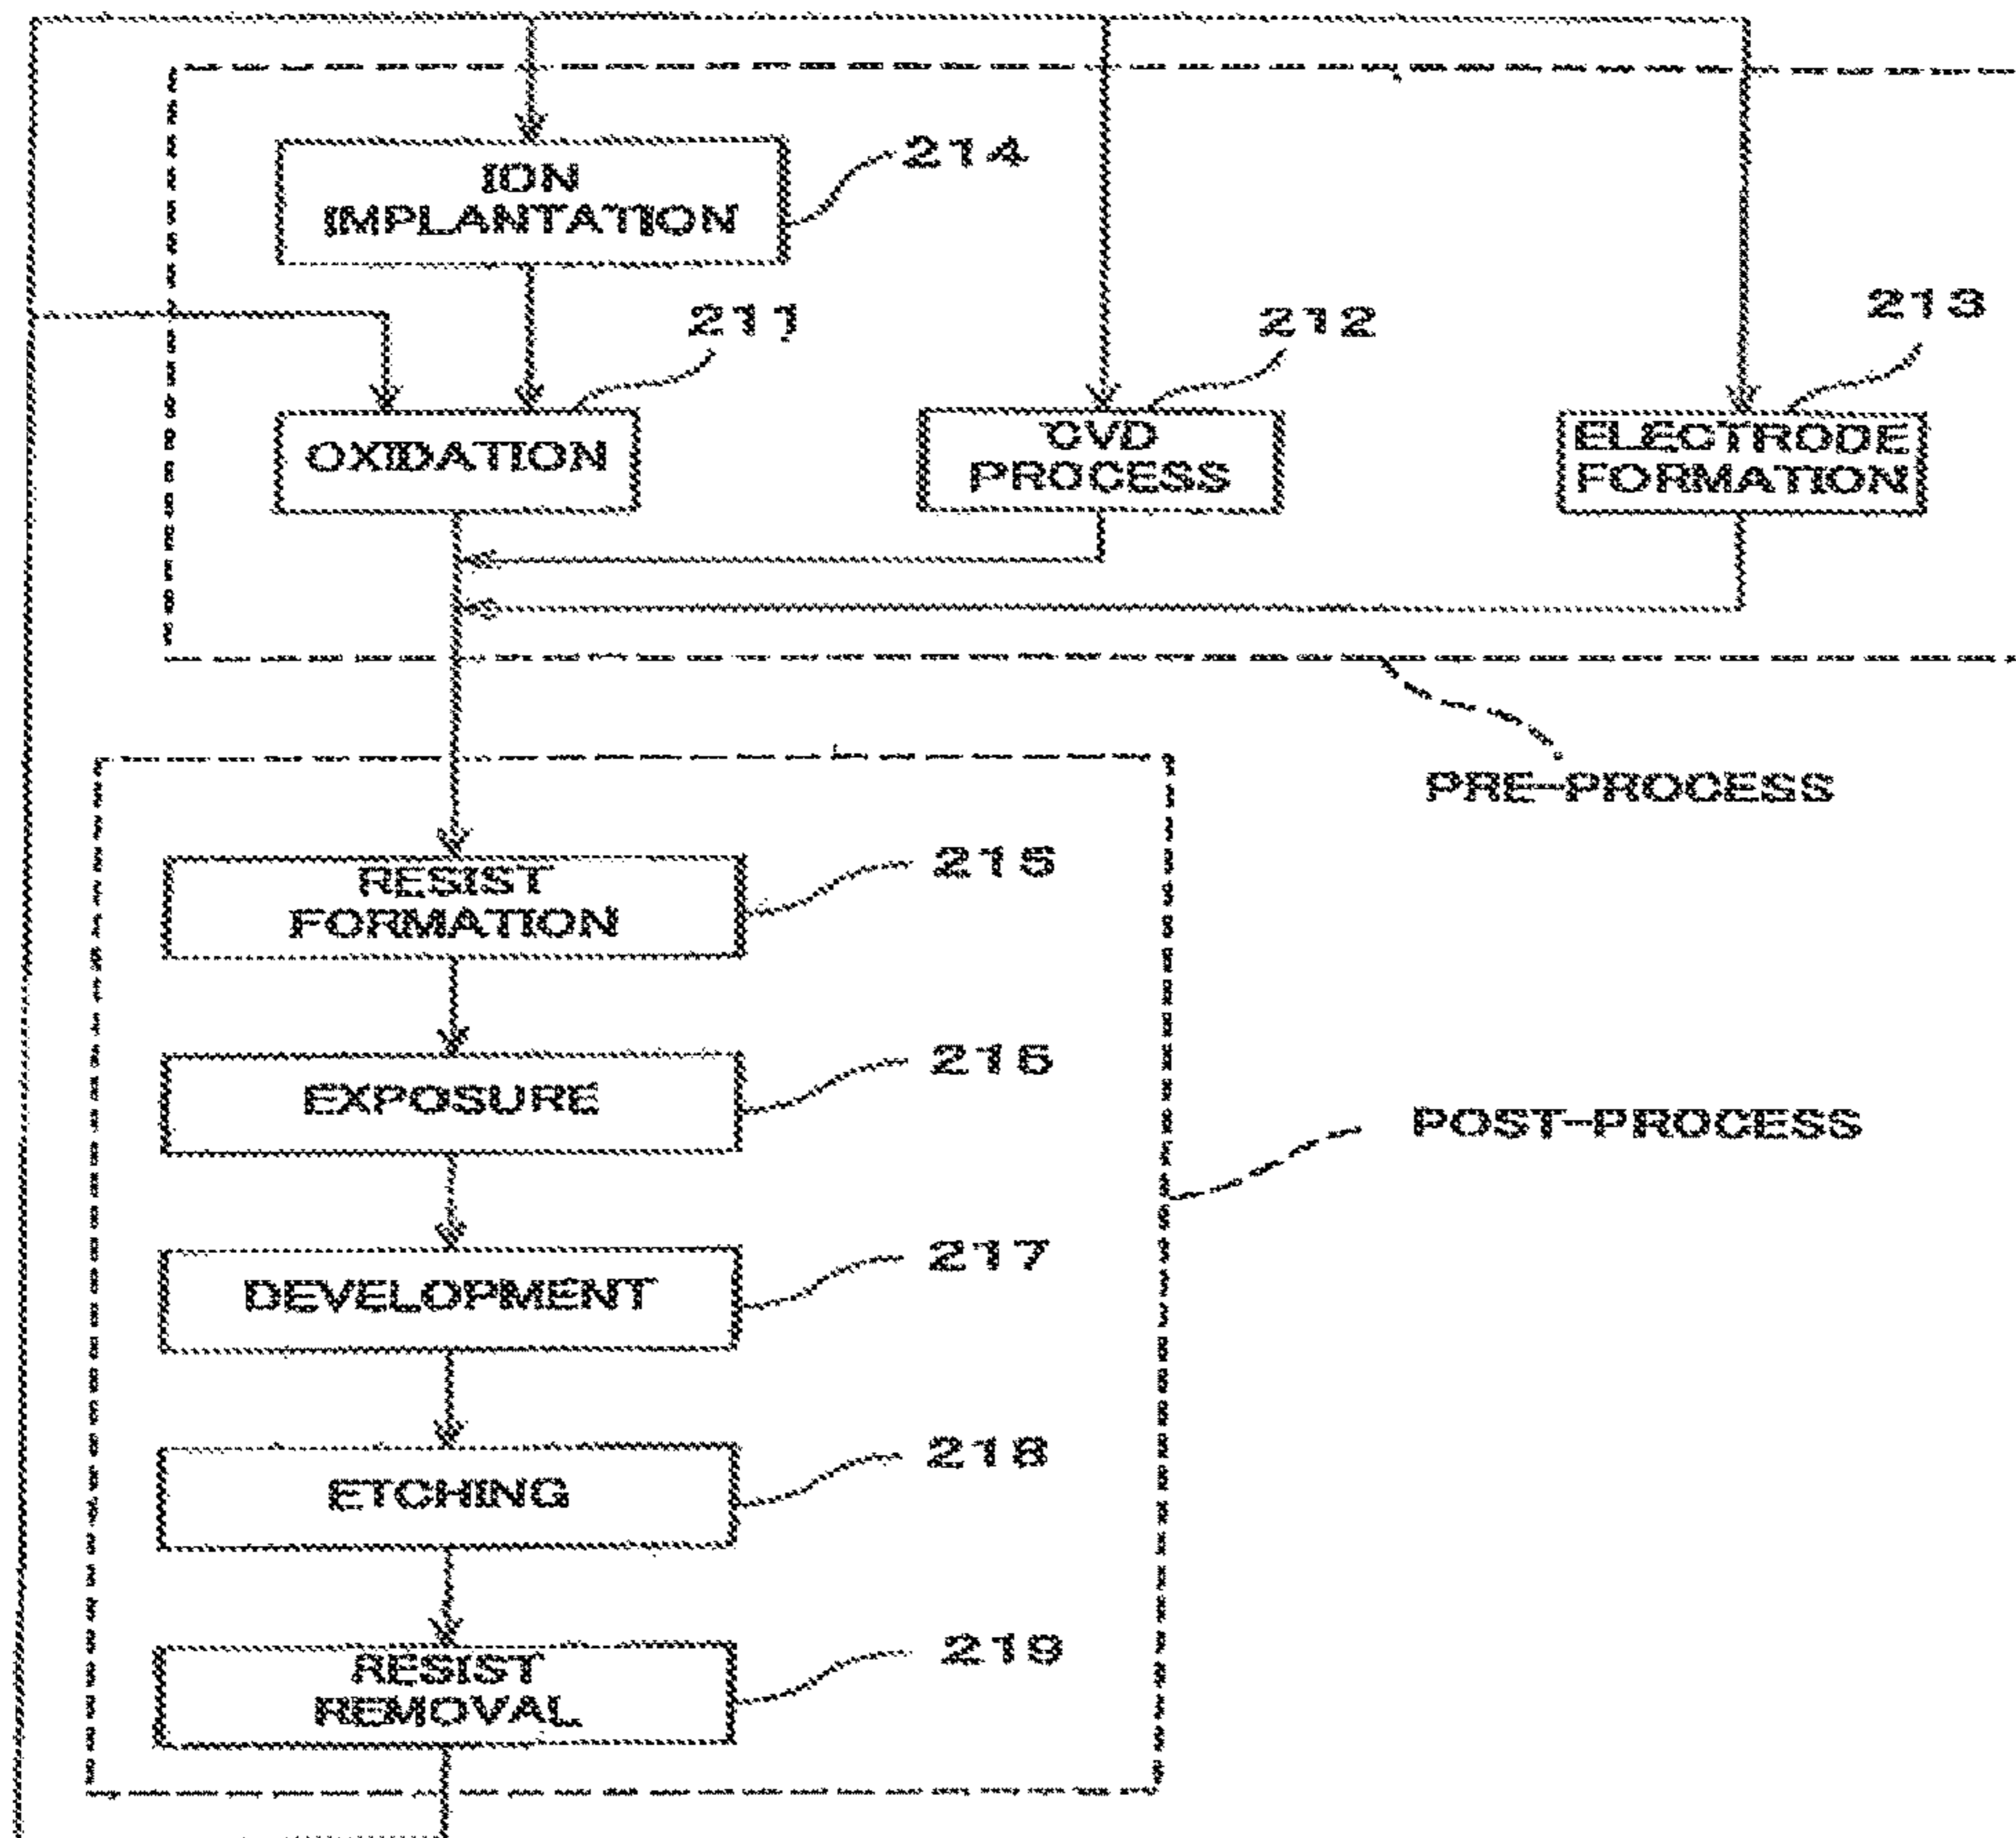 ION
IMPLANTATION
214
211
212
213
OXIDATION
CVD
PROCESS
ELECTRODE
FORMATION
PRE-PROCESS
RESIST
FORMATION
215
EXPOSURE
216
POST-PROCESS
DEVELOPMENT
217
ETCHING
218
RESIST
REMOVAL
219